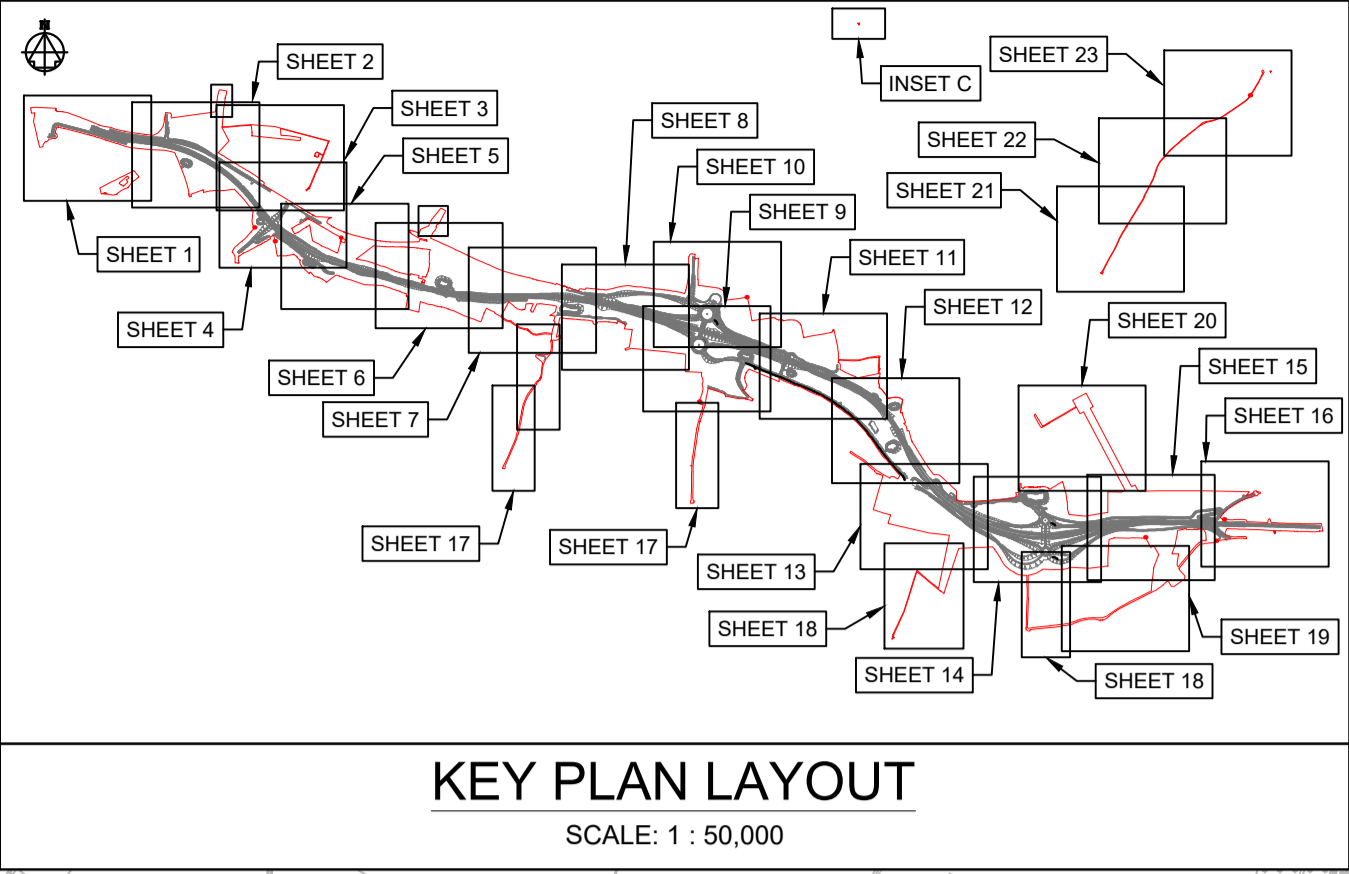 N
SHEET 2
INSET C
SHEET 23
SHEET 3
SHEET 8
SHEET 22
SHEET 5
SHEET 10
SHEET 21
SHEET 9
SHEET 1
SHEET 11
SHEET 4
SHEET 12
SHEET 20
SHEET 6
SHEET 15
SHEET 7
SHEET 16
SHEET 17
SHEET 17
SHEET 13
SHEET 18
SHEET 19
SHEET 14
SHEET 18
KEY PLAN LAYOUT
SCALE: 1 : 50,000